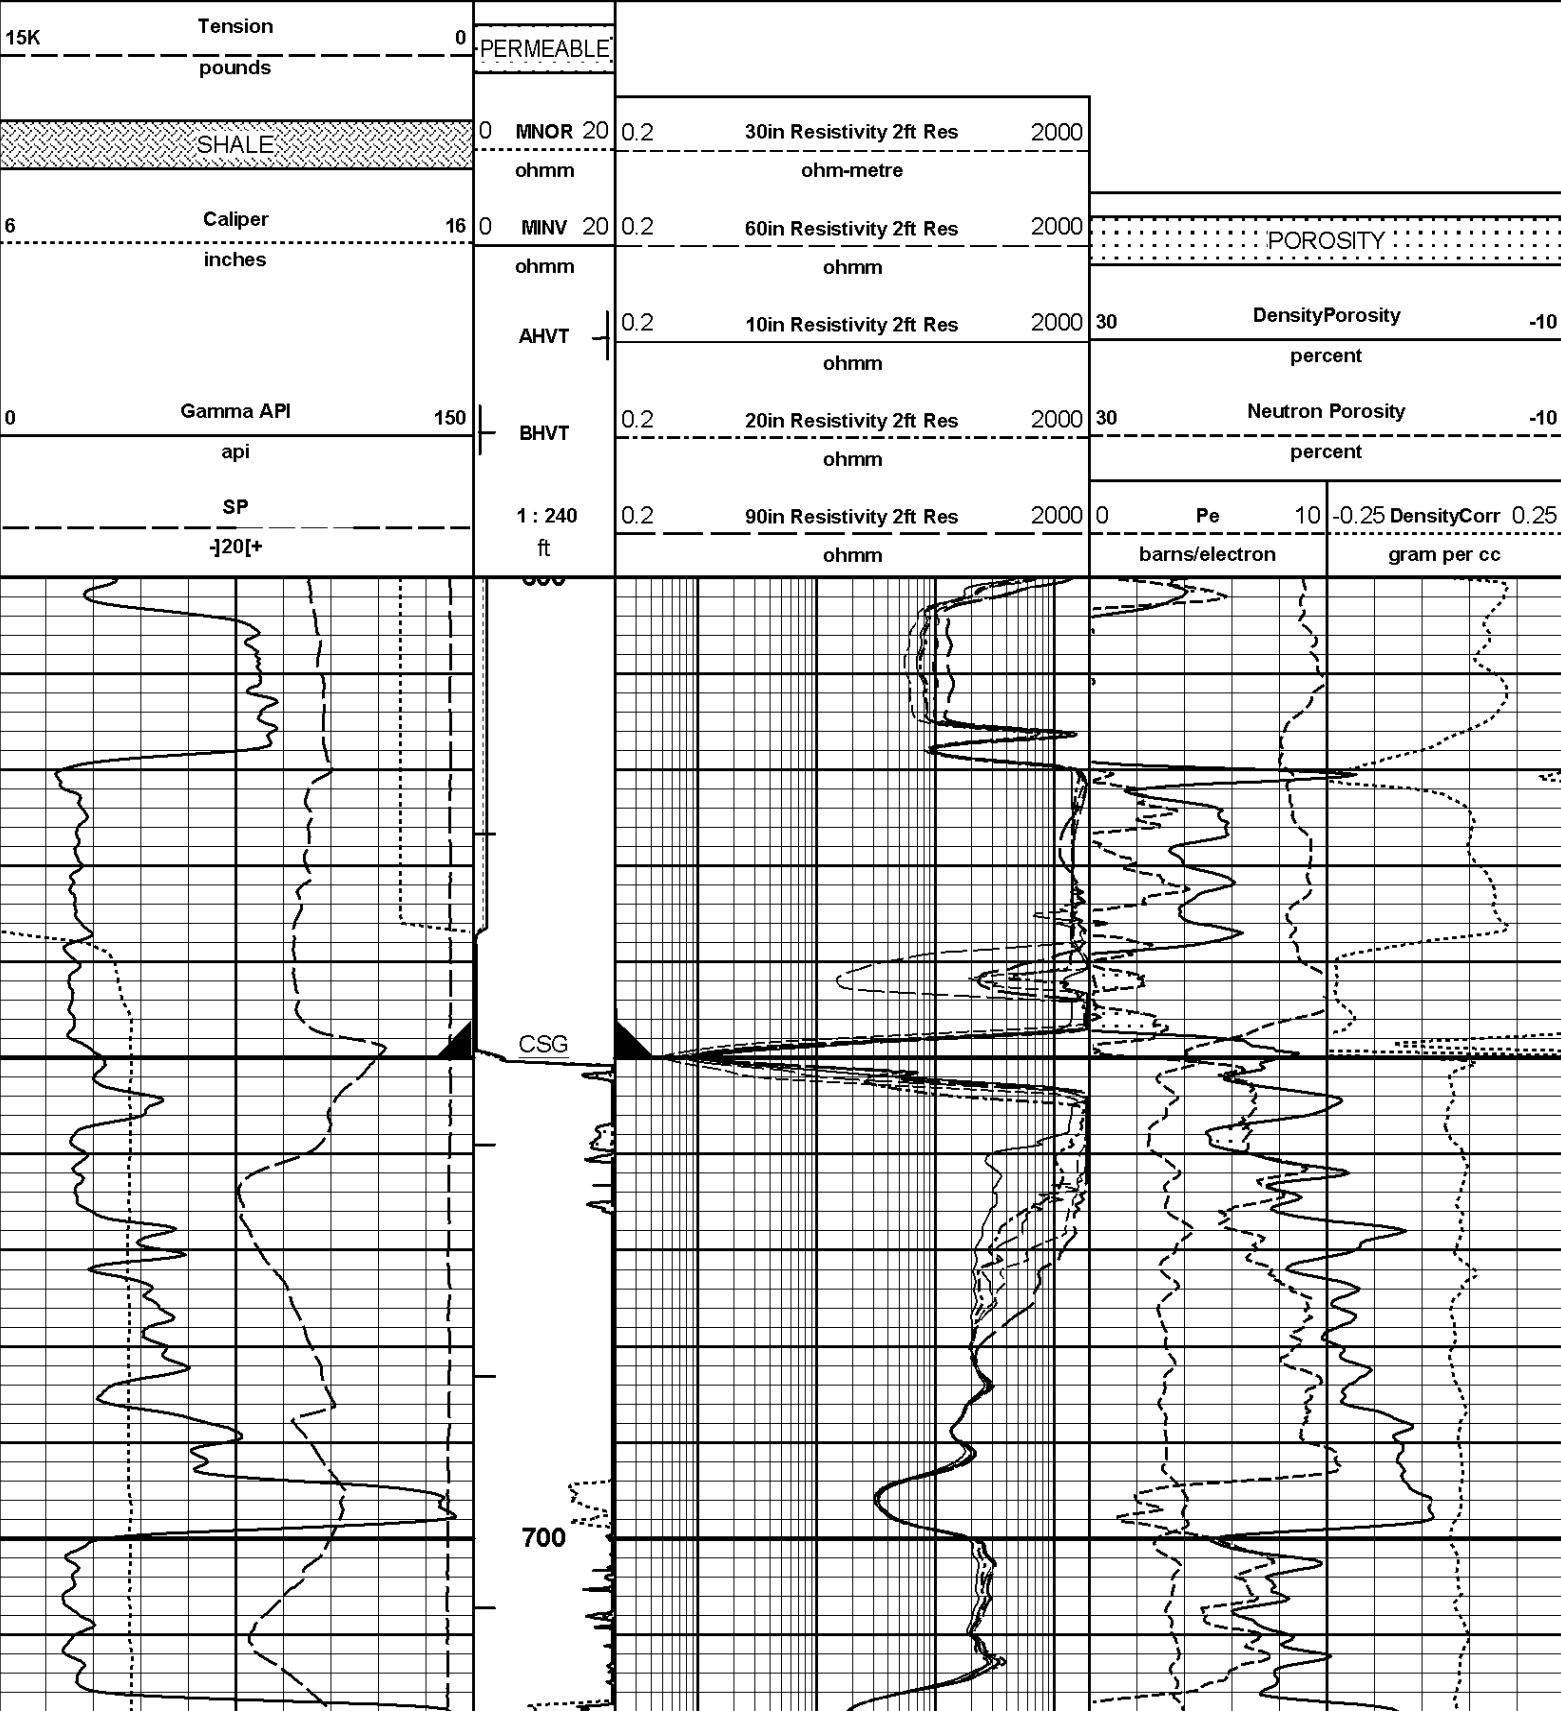 Tension
15K 0
pounds
PERMEABLE
SHALE
0 MNOR 20
ohmm
0.2 30in Resistivity 2ft Res 2000
ohm-metre
6 Caliper 16
inches
0 MINV 20
ohmm
0.2 60in Resistivity 2ft Res 2000
ohmm
POROSITY
AHVT
0.2 10in Resistivity 2ft Res 2000
ohmm
30 DensityPorosity -10
percent
0 Gamma API 150
api
BHVT
0.2 20in Resistivity 2ft Res 2000
ohmm
30 Neutron Porosity -10
percent
SP
-]20[+
1 : 240
ft
0.2 90in Resistivity 2ft Res 2000
ohmm
0 Pe 10
barns/electron
-0.25 DensityCorr 0.25
gram per cc
CSG
700